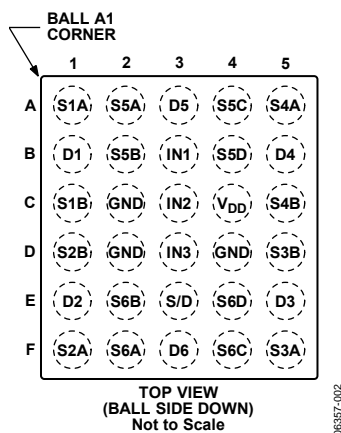 BALL A1
CORNER
1 2 3 4 5
A S1A S5A D5 S5C S4A
B D1 S5B IN1 S5D D4
C S1B GND IN2 VDD S4B
D S2B GND IN3 GND S3B
E D2 S6B S/D S6D D3
F S2A S6A D6 S6C S3A
TOP VIEW
(BALL SIDE DOWN)
Not to Scale
06357-002